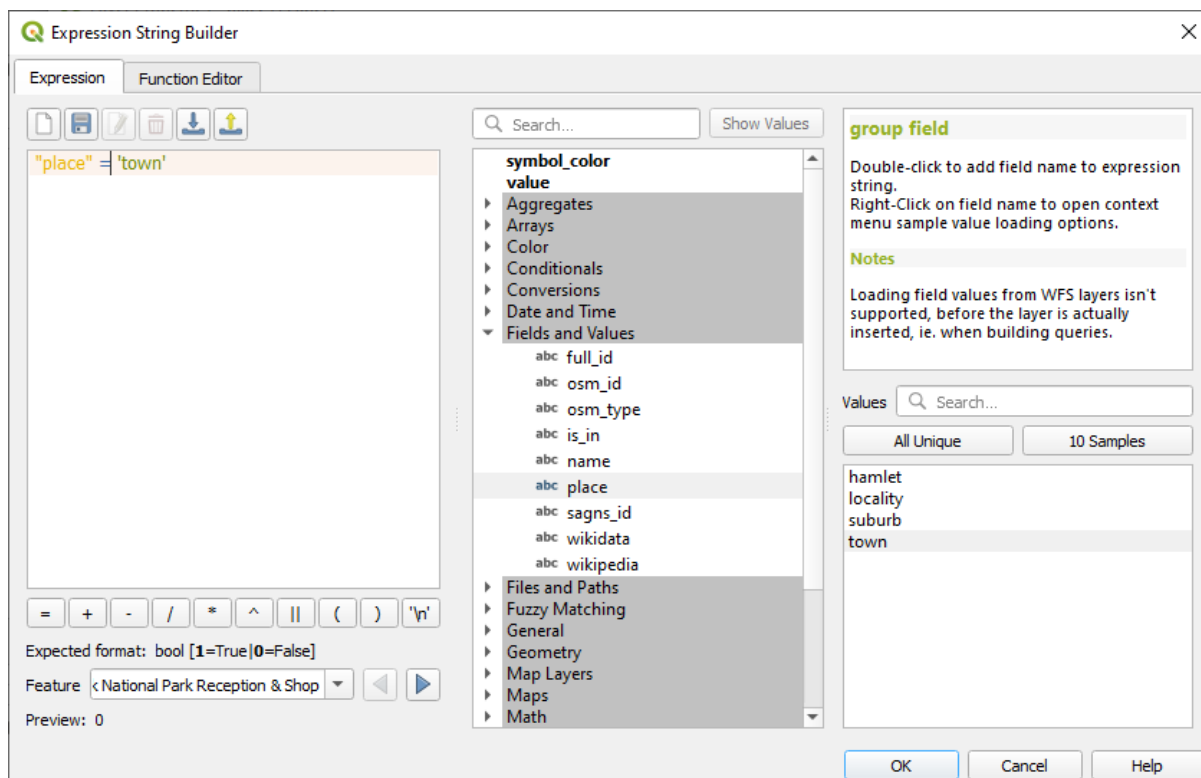 Expression String Builder
Expression
Function Editor
"place" = 'town'
= + - / * ^ || ( ) '\n'
Expected format: bool [1=True|0=False]
Feature
National Park Reception & Shop
Preview: 0
Search...
Show Values
symbol_color
value
Aggregates
Arrays
Color
Conditionals
Conversions
Date and Time
Fields and Values
abc full_id
abc osm_id
abc osm_type
abc is_in
abc name
abc place
abc sagns_id
abc wikidata
abc wikipedia
Files and Paths
Fuzzy Matching
General
Geometry
Map Layers
Maps
Math
group field
Double-click to add field name to expression
string.
Right-Click on field name to open context
menu sample value loading options.
Notes
Loading field values from WFS layers isn't
supported, before the layer is actually
inserted, ie. when building queries.
Values
Search...
All Unique
10 Samples
hamlet
locality
suburb
town
OK
Cancel
Help